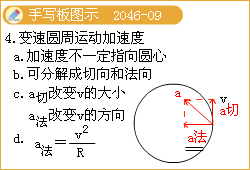 手写板图示 2046-09
4.变速圆周运动加速度
a.加速度不一定指向圆心
b.可分解成切向和法向
c. a切改变v的大小
a法改变v的方向
d. a法=v²/R
a
v
a切
a法